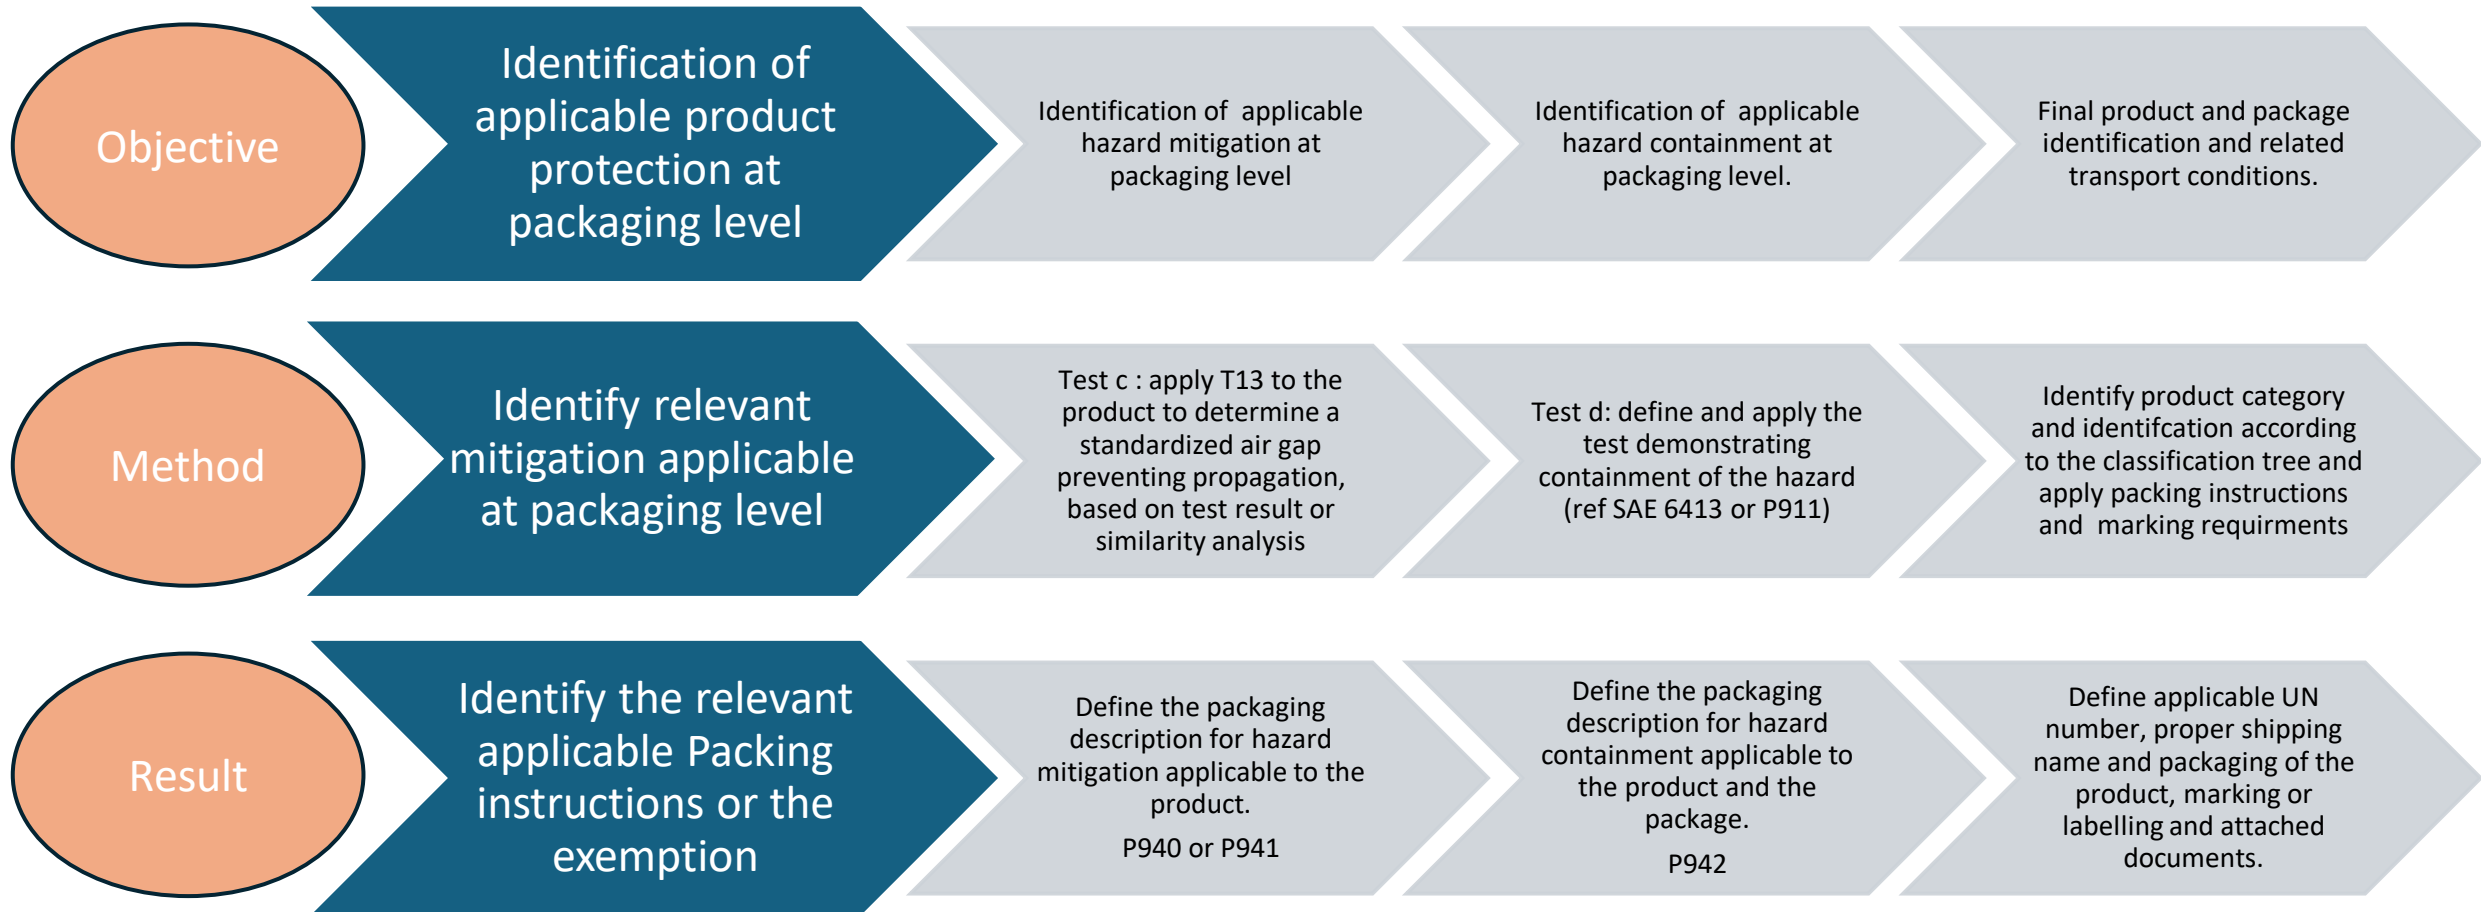 Objective
Identification of
applicable product
protection at
packaging level
Identification of  applicable
hazard mitigation at
packaging level
Identification of  applicable
hazard containment at
packaging level.
Final product and package
identification and related
transport conditions.
Method
Identify relevant
mitigation applicable
at packaging level
Test c : apply T13 to the
product to determine a
standardized air gap
preventing propagation,
based on test result or
similarity analysis
Test d: define and apply the
test demonstrating
containment of the hazard
(ref SAE 6413 or P911)
Identify product category
and identifcation according
to the classification tree and
apply packing instructions
and  marking requirments
Result
Identify the relevant
applicable Packing
instructions or the
exemption
Define the packaging
description for hazard
mitigation applicable to the
product.
P940 or P941
Define the packaging
description for hazard
containment applicable to
the product and the
package.
P942
Define applicable UN
number, proper shipping
name and packaging of the
product, marking or
labelling and attached
documents.